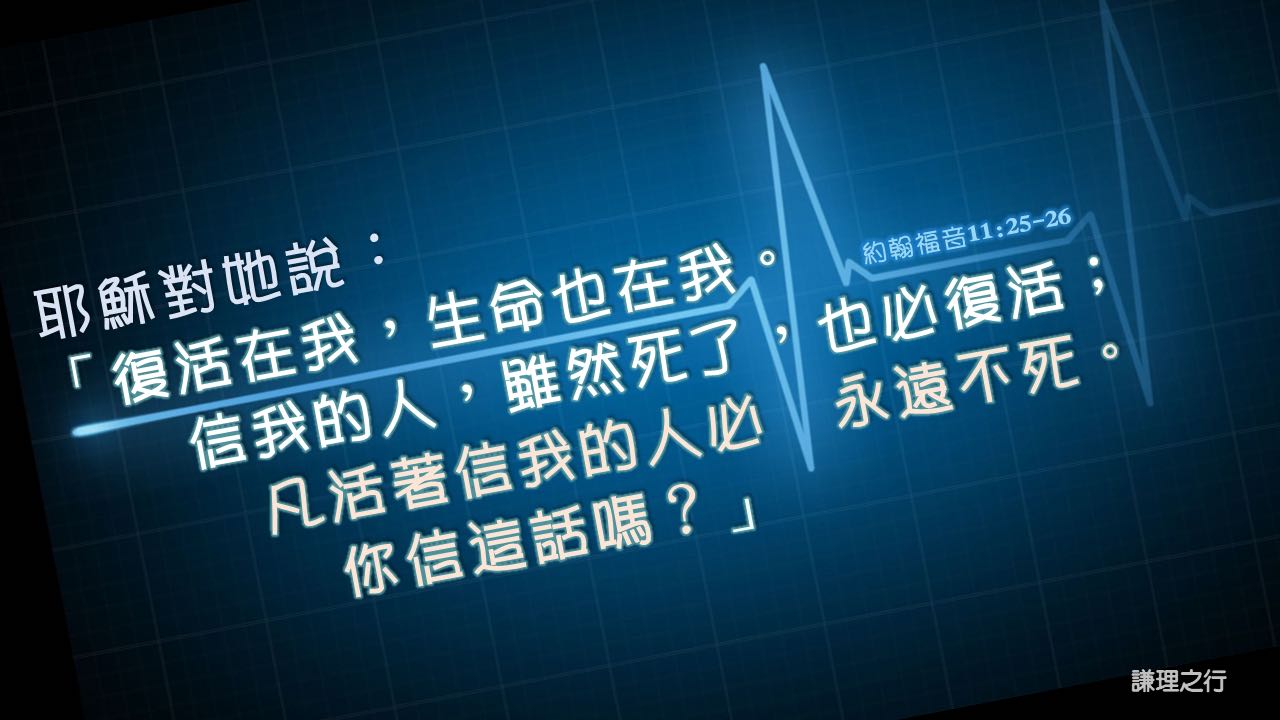 耶穌對她說：
「復活在我，生命也在我。
信我的人，雖然死了，也必復活；
凡活著信我的人必 永遠不死。
你信這話嗎？」
約翰福音11:25-26
謙理之行